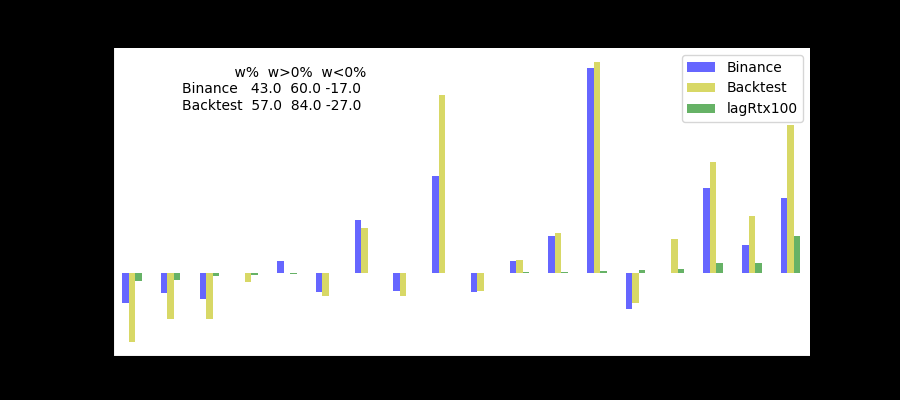 w% w>0% w<0%
Binance 43.0 60.0 -17.0
Backtest 57.0 84.0 -27.0
Binance
Backtest
lagRtx100